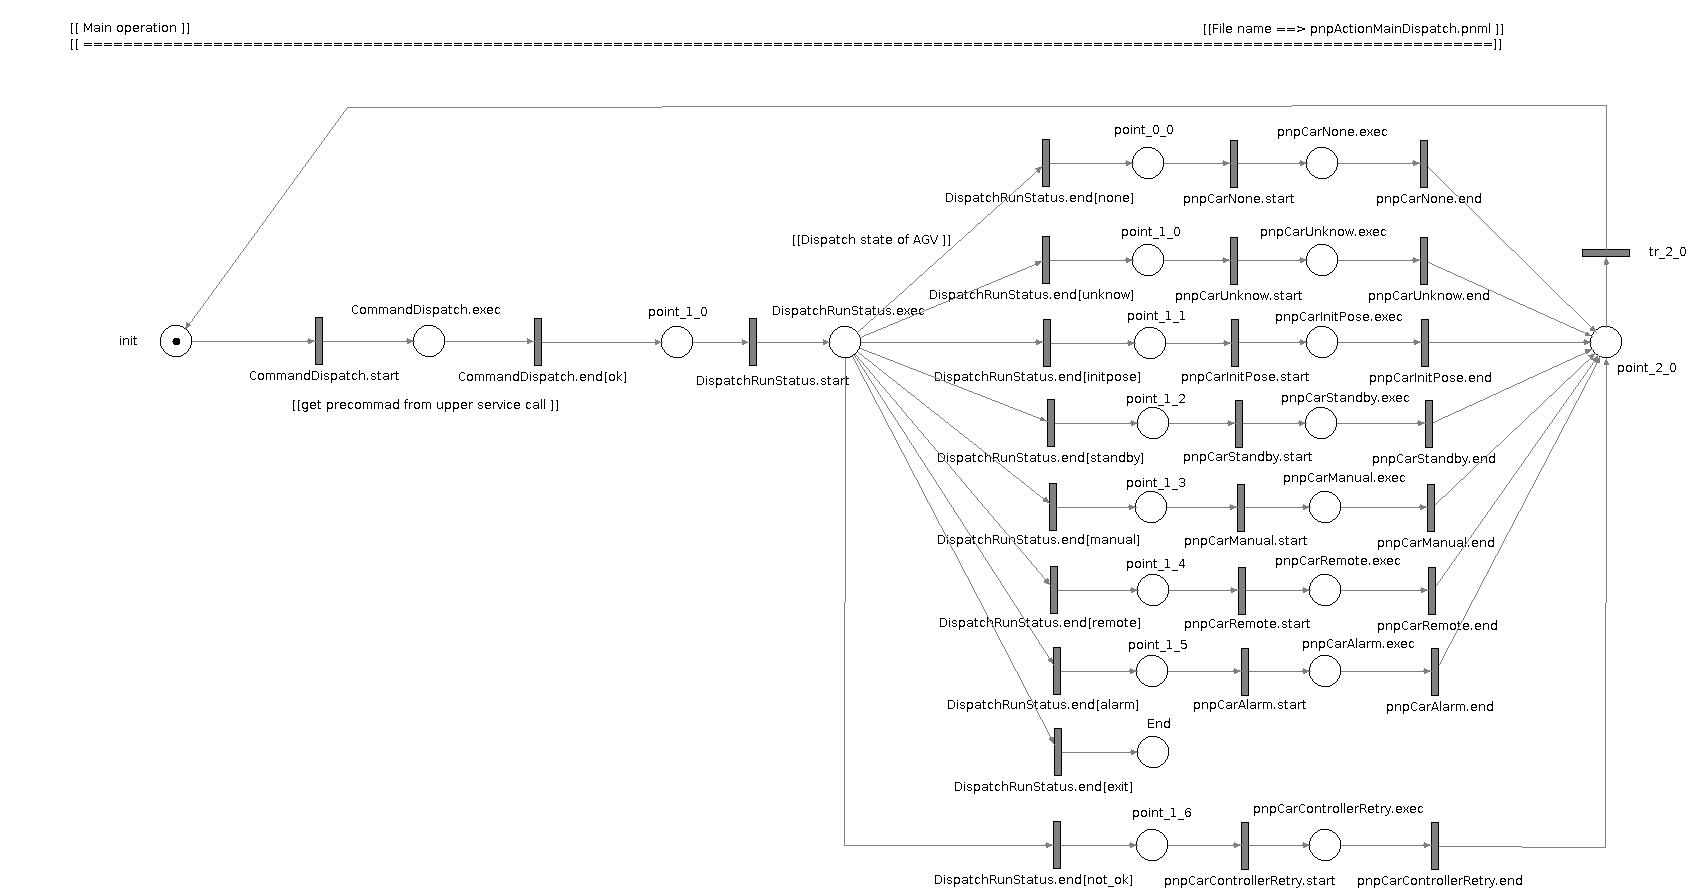 [[ Main operation ]]
[[File name ==> pnpActionMainDispatch.pnml ]]
[[ =============================================================================================================================================]]
point_0_0
pnpCarNone.exec
DispatchRunStatus.end[none]
pnpCarNone.start
pnpCarNone.end
[[Dispatch state of AGV ]]
point_1_0
pnpCarUnknow.exec
tr_2_0
DispatchRunStatus.end[unknow]
pnpCarUnknow.start
pnpCarUnknow.end
CommandDispatch.exec
point_1_0
DispatchRunStatus.exec
point_1_1
pnpCarInitPose.exec
init
CommandDispatch.start
CommandDispatch.end[ok]
DispatchRunStatus.start
DispatchRunStatus.end[initpose]
pnpCarInitPose.start
pnpCarInitPose.end
point_2_0
[[get precommad from upper service call ]]
point_1_2
pnpCarStandby.exec
DispatchRunStatus.end[standby]
pnpCarStandby.start
pnpCarStandby.end
point_1_3
pnpCarManual.exec
DispatchRunStatus.end[manual]
pnpCarManual.start
pnpCarManual.end
point_1_4
pnpCarRemote.exec
DispatchRunStatus.end[remote]
pnpCarRemote.start
pnpCarRemote.end
point_1_5
pnpCarAlarm.exec
DispatchRunStatus.end[alarm]
pnpCarAlarm.start
pnpCarAlarm.end
End
DispatchRunStatus.end[exit]
point_1_6
pnpCarControllerRetry.exec
DispatchRunStatus.end[not_ok]
pnpCarControllerRetry.start
pnpCarControllerRetry.end